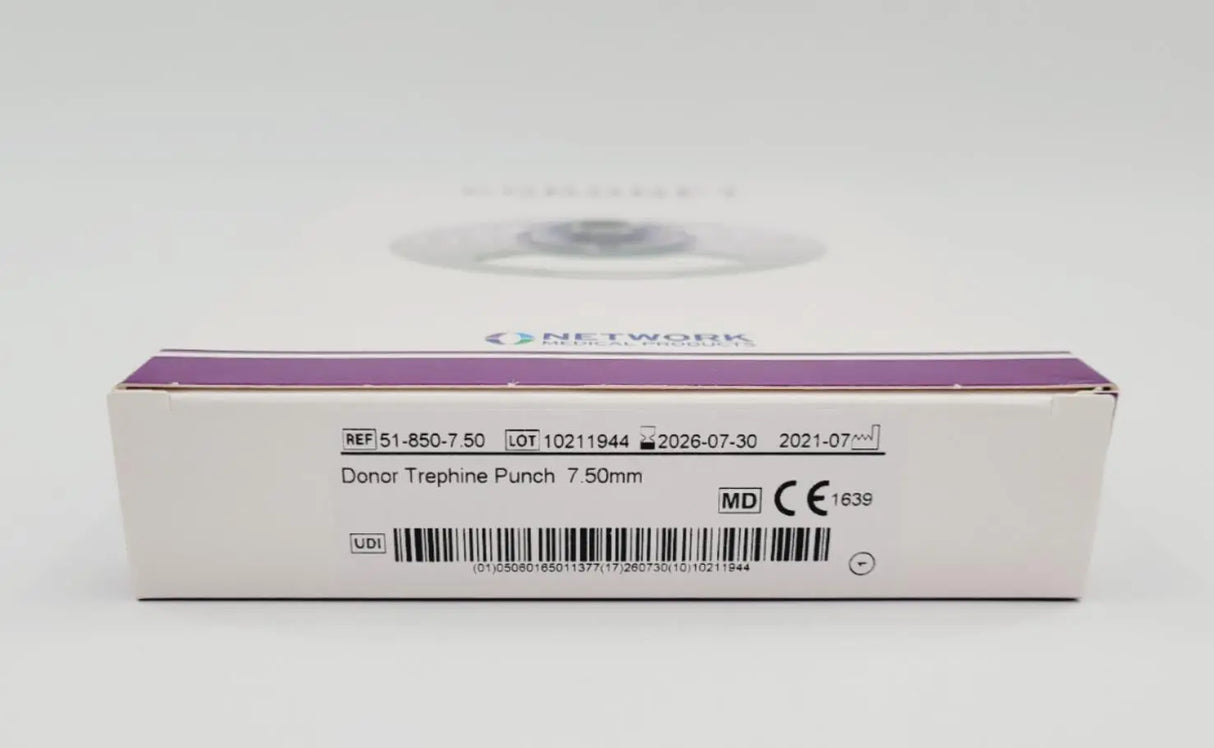 NETWORK
MEDICAL PRODUCTS
REF 51-850-7.50 LOT 10211944 2026-07-30 2021-07
Donor Trephine Punch 7.50mm
MD CE 1639
UDI
(01)05060165011377(17)260730(10)10211944
1